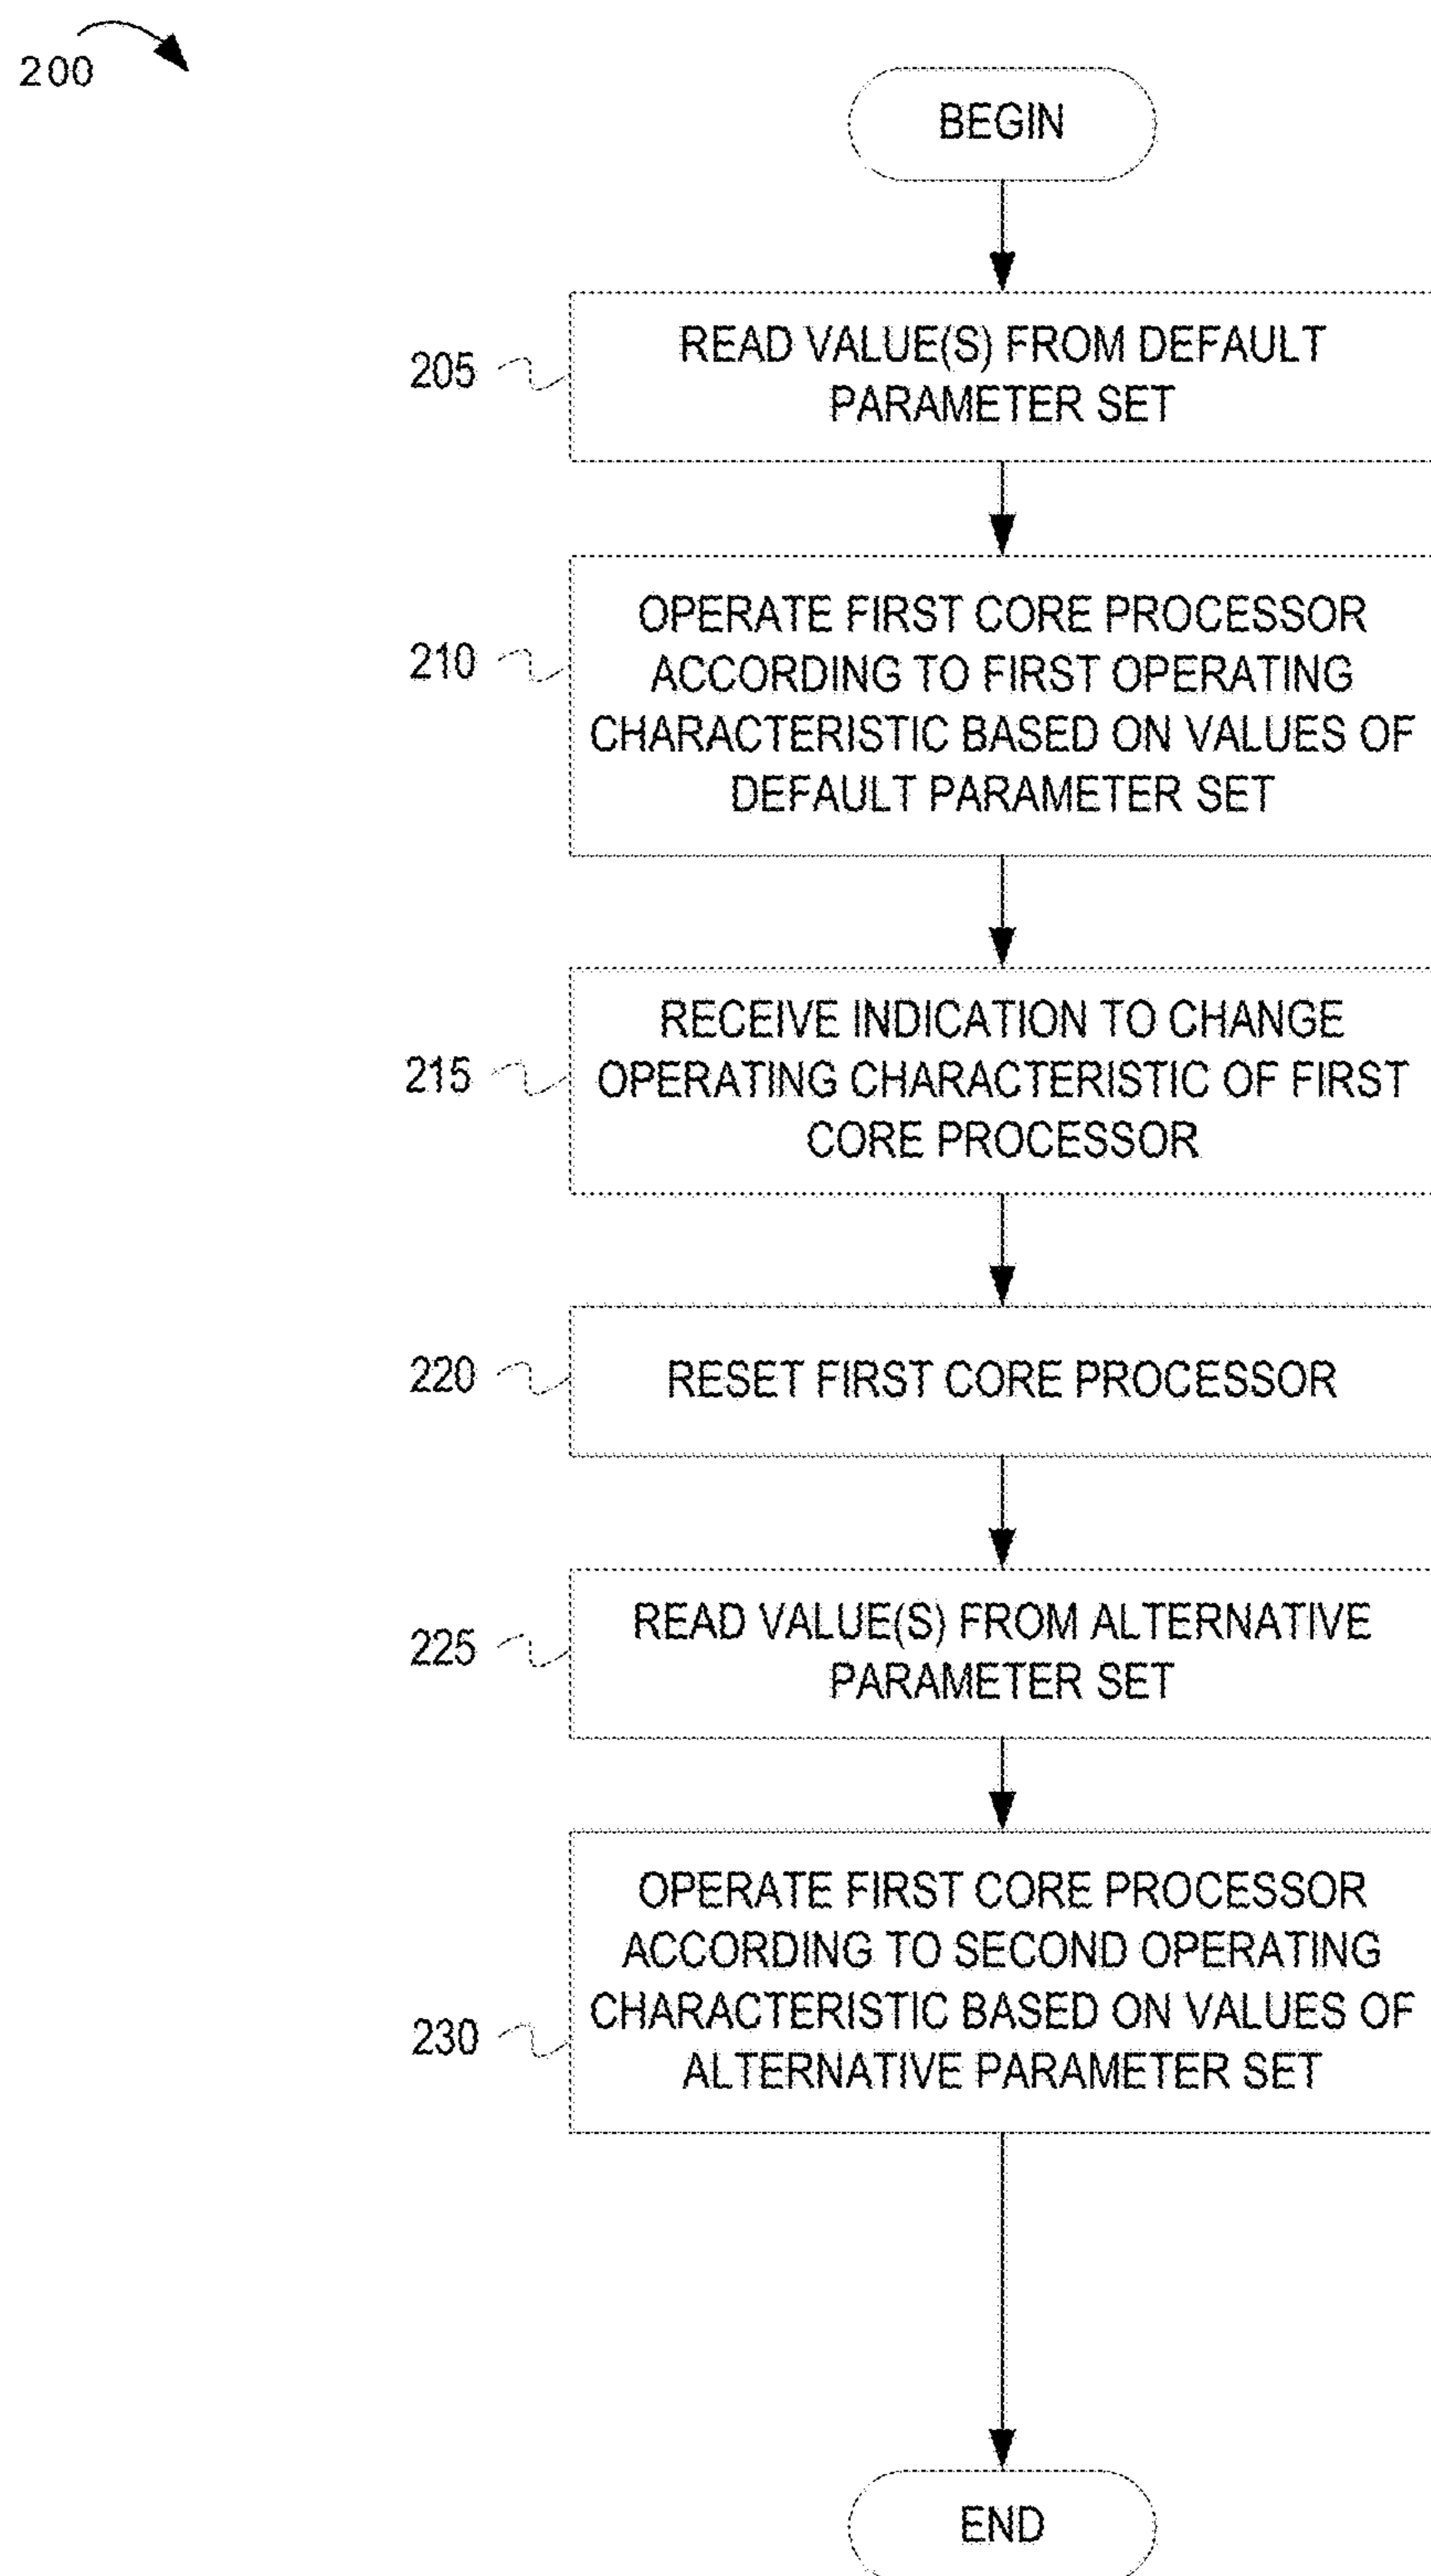 200
BEGIN
205
READ VALUE(S) FROM DEFAULT
PARAMETER SET
210
OPERATE FIRST CORE PROCESSOR
ACCORDING TO FIRST OPERATING
CHARACTERISTIC BASED ON VALUES OF
DEFAULT PARAMETER SET
215
RECEIVE INDICATION TO CHANGE
OPERATING CHARACTERISTIC OF FIRST
CORE PROCESSOR
220
RESET FIRST CORE PROCESSOR
225
READ VALUE(S) FROM ALTERNATIVE
PARAMETER SET
230
OPERATE FIRST CORE PROCESSOR
ACCORDING TO SECOND OPERATING
CHARACTERISTIC BASED ON VALUES OF
ALTERNATIVE PARAMETER SET
END